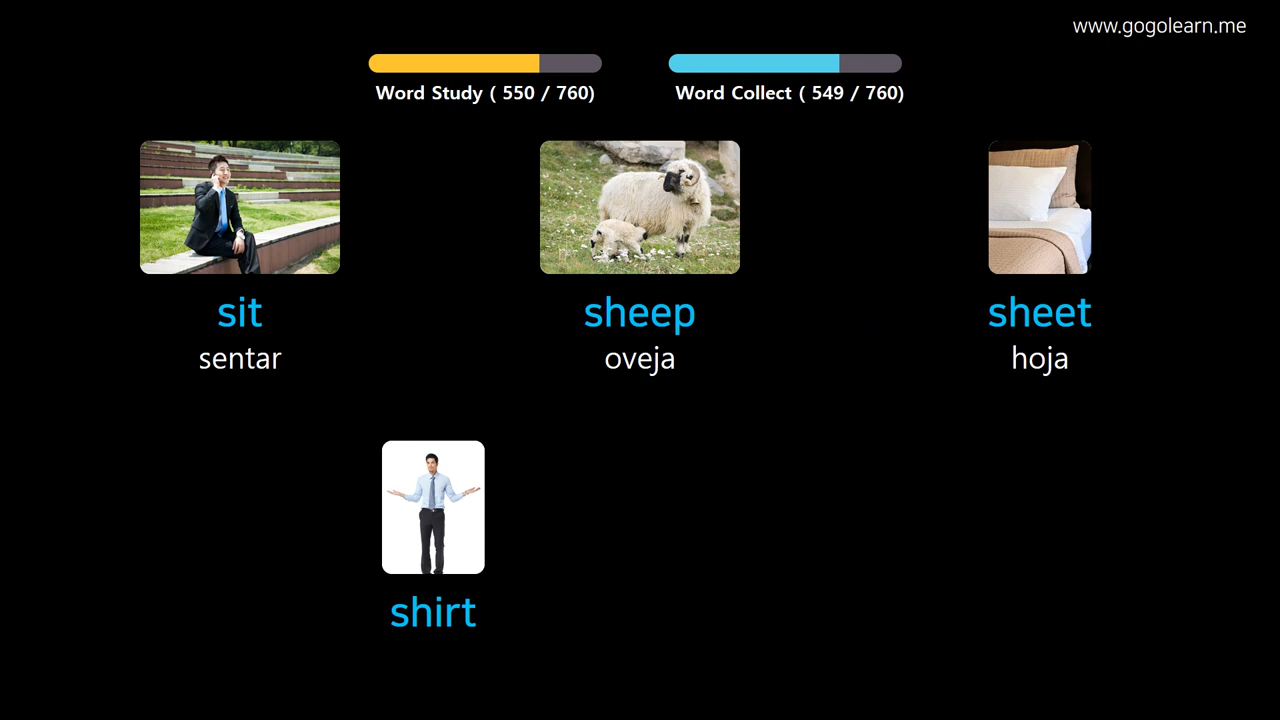 www.gogolearn.me
Word Study ( 550 / 760)
Word Collect ( 549 / 760)
sit
sheep
sheet
sentar
oveja
hoja
shirt